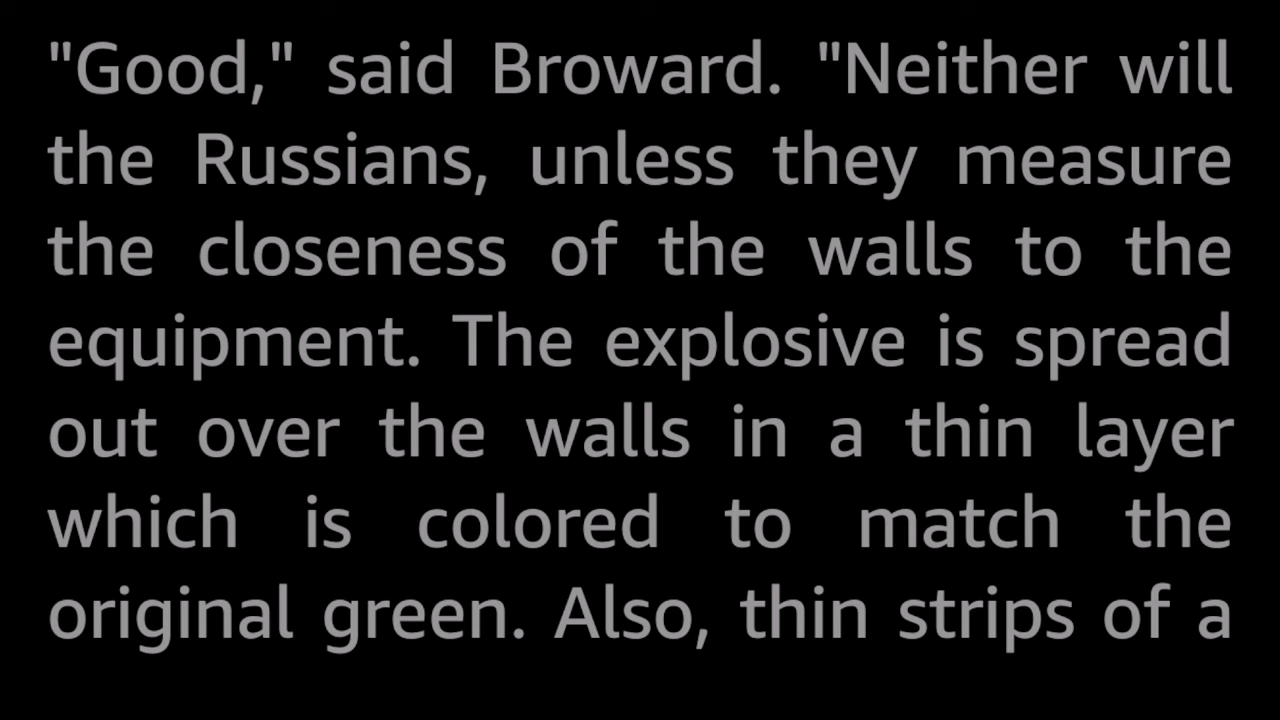 "Good," said Broward. "Neither will
the Russians, unless they measure
the closeness of the walls to the
equipment. The explosive is spread
out over the walls in a thin layer
which is colored to match the
original green. Also, thin strips of a